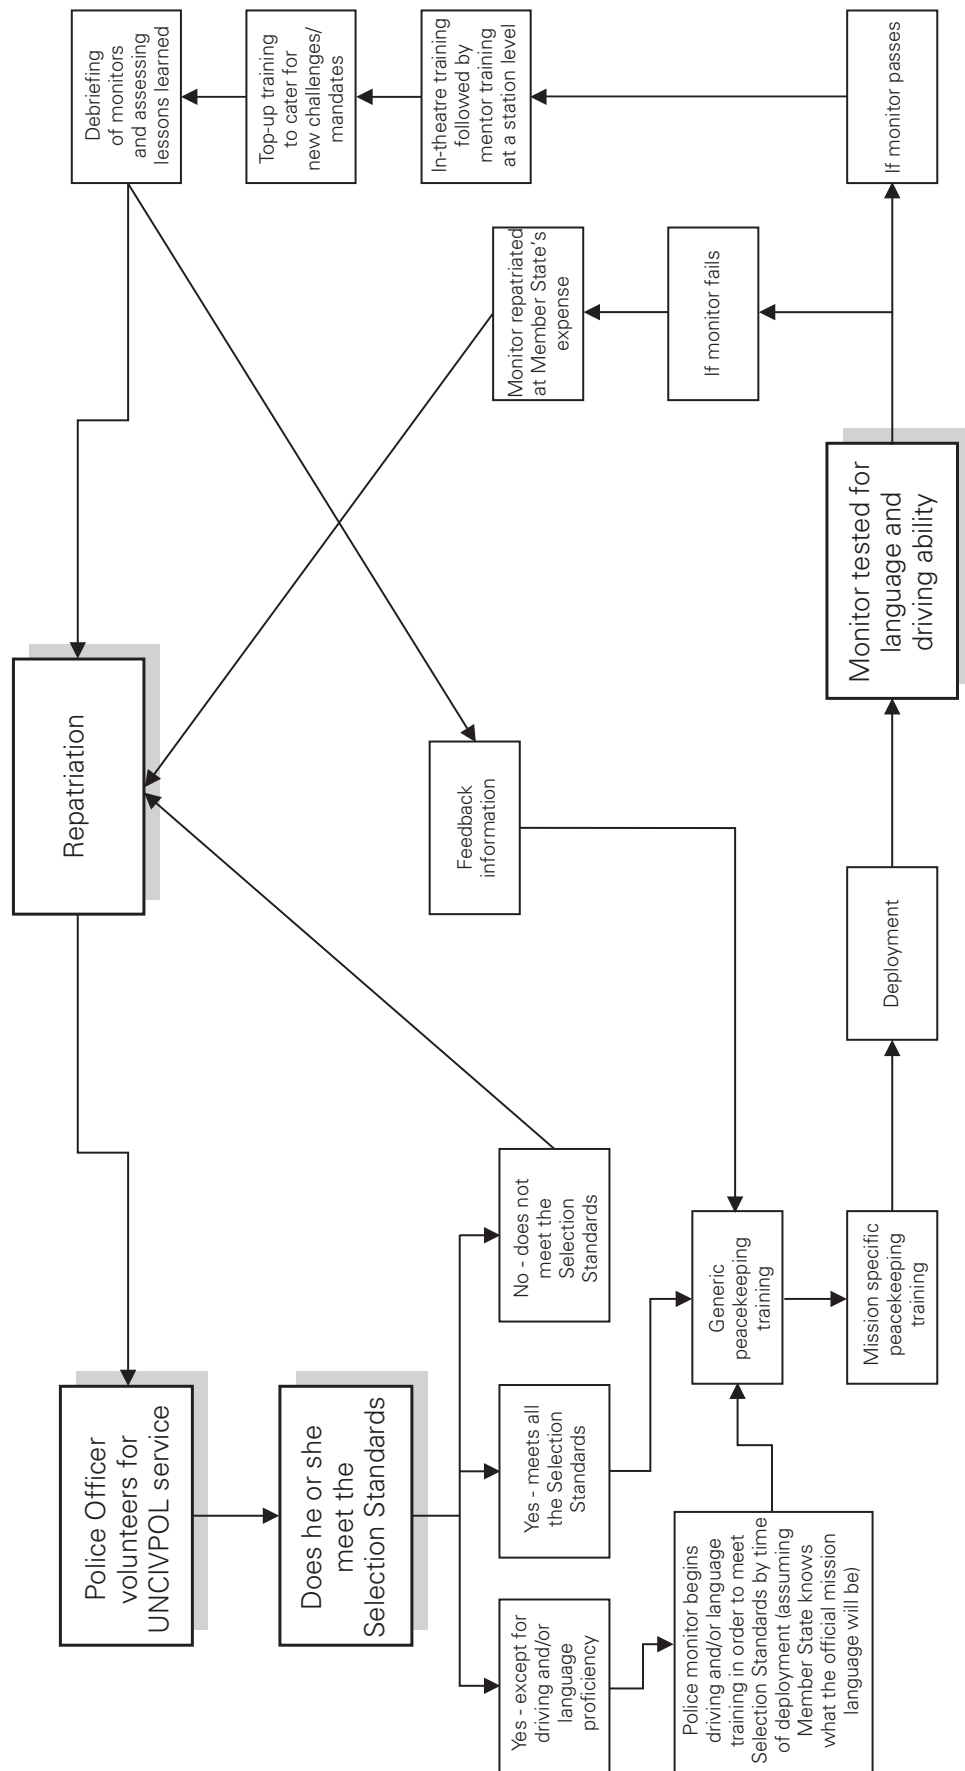 Police Officer
volunteers for
UNCIVPOL service
Does he or she
meet the
Selection Standards
Yes - except for
driving and/or
language
proficiency
Yes - meets all
the Selection
Standards
No - does not
meet the
Selection
Standards
Police monitor begins
driving and/or language
training in order to meet
Selection Standards by time
of deployment (assuming
Member State knows
what the official mission
language will be)
Generic
peacekeeping
training
Mission specific
peacekeeping
training
Deployment
Monitor tested for
language and
driving ability
If monitor fails
Monitor repatriated
at Member State's
expense
If monitor passes
In-theatre training
followed by
mentor training
at a station level
Top-up training
to cater for
new challenges/
mandates
Debriefing
of monitors
and assessing
lessons learned
Feedback
information
Repatriation